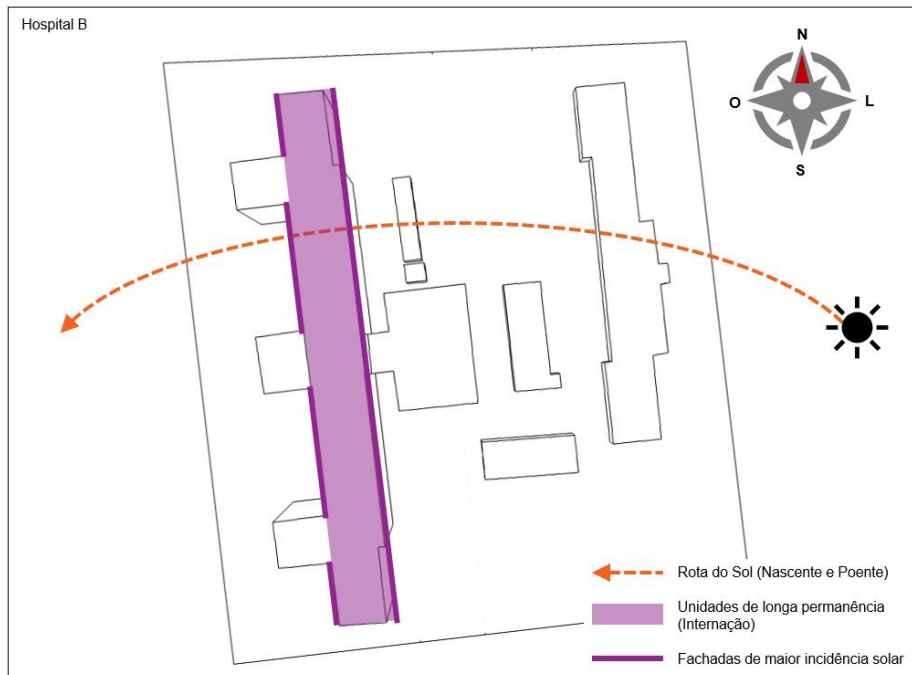 Hospital B
N
O
L
S
Rota do Sol (Nascente e Poente)
Unidades de longa permanência
(Internação)
Fachadas de maior incidência solar